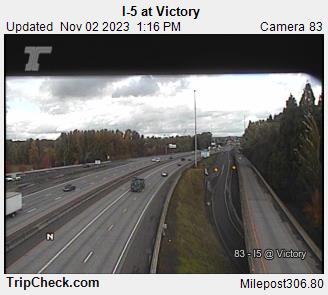 I-5 at Victory
Updated Nov 02 2023 1:16 PM Camera 83
T
N
83 - I5 @ Victory
TripCheck.com Milepost306.80